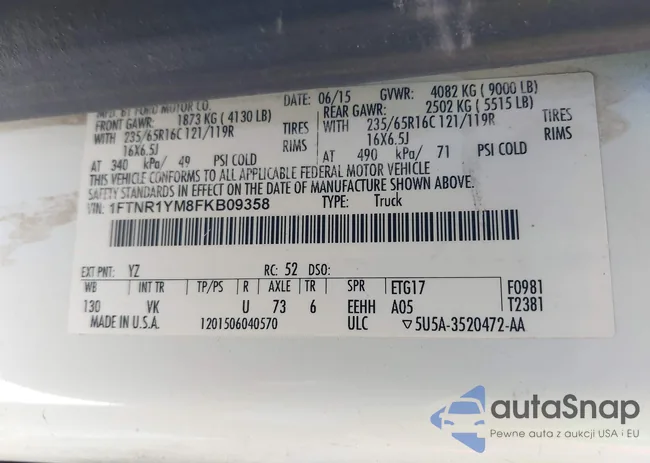 MFD. BY FORD MOTOR CO. DATE: 06/15 GVWR: 4082 KG ( 9000 LB)
FRONT GAWR: 1873 KG ( 4130 LB) REAR GAWR: 2502 KG ( 5515 LB)
WITH 235/65R16C 121/119R TIRES WITH 235/65R16C 121/119R TIRES
16X6.5J RIMS 16X6.5J RIMS
AT 340 kPa/ 49 PSI COLD AT 490 kPa/ 71 PSI COLD
THIS VEHICLE CONFORMS TO ALL APPLICABLE FEDERAL MOTOR VEHICLE
SAFETY STANDARDS IN EFFECT ON THE DATE OF MANUFACTURE SHOWN ABOVE.
VIN: 1FTNR1YM8FKB09358 TYPE: Truck
EXT PNT: YZ RC: 52 DSO:
WB INT TR TP/PS R AXLE TR SPR ETG17 F0981
130 VK U 73 6 EEHH A05 T2381
MADE IN U.S.A. 1201506040570 ULC ▽5U5A-3520472-AA
autaSnap
Pewne auta z aukcji USA i EU